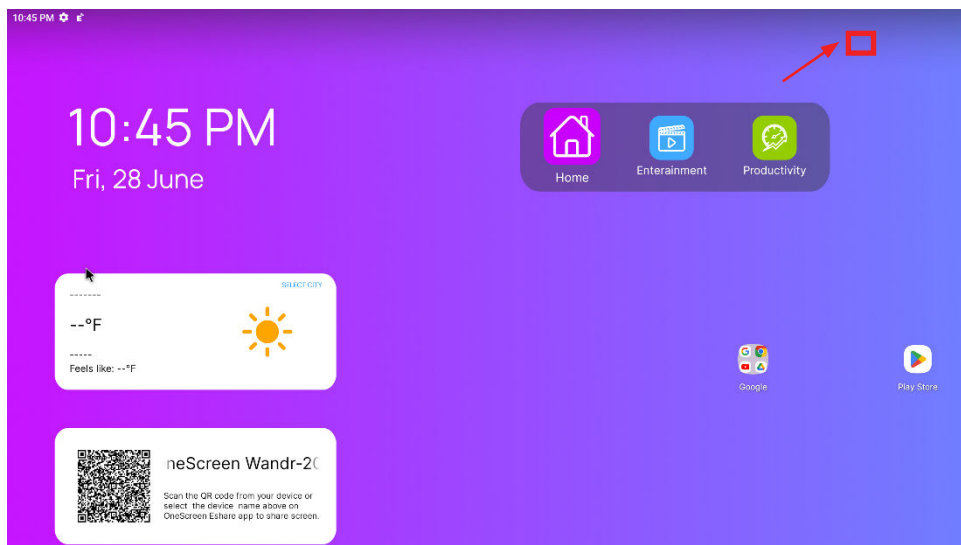 10:45 PM
10:45 PM
Fri, 28 June
Home
Enterainment
Productivity
SELECT CITY
-------
--°F
-----
Feels like: --°F
Google
Play Store
neScreen Wandr-20
Scan the QR code from your device or
select the device name above on
OneScreen Eshare app to share screen.